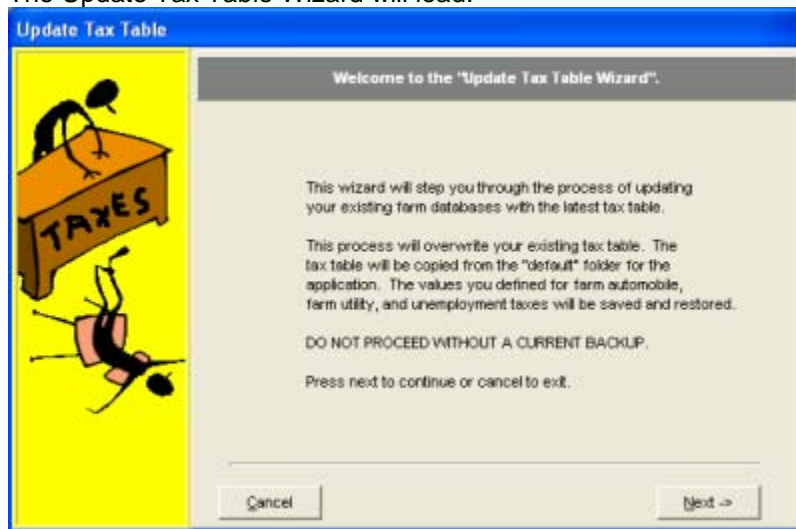 The Update Tax Table Wizard will load.
Update Tax Table
Welcome to the "Update Tax Table Wizard".
TAXES
This wizard will step you through the process of updating
your existing farm databases with the latest tax table.
This process will overwrite your existing tax table. The
tax table will be copied from the "default" folder for the
application. The values you defined for farm automobile,
farm utility, and unemployment taxes will be saved and restored.
DO NOT PROCEED WITHOUT A CURRENT BACKUP.
Press next to continue or cancel to exit.
Cancel
Next ->